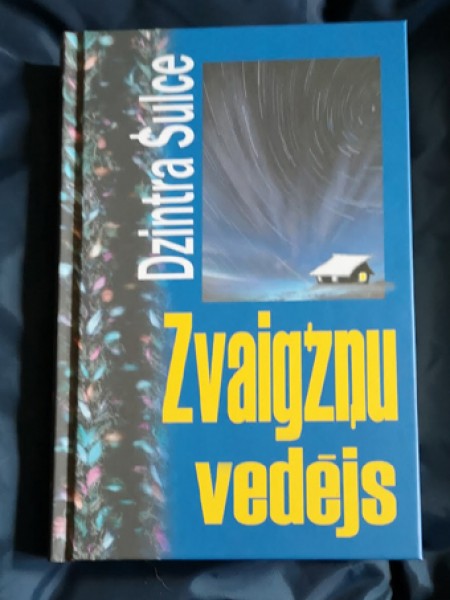 Dzintra Šulce
Zvaigžņu
vedējs